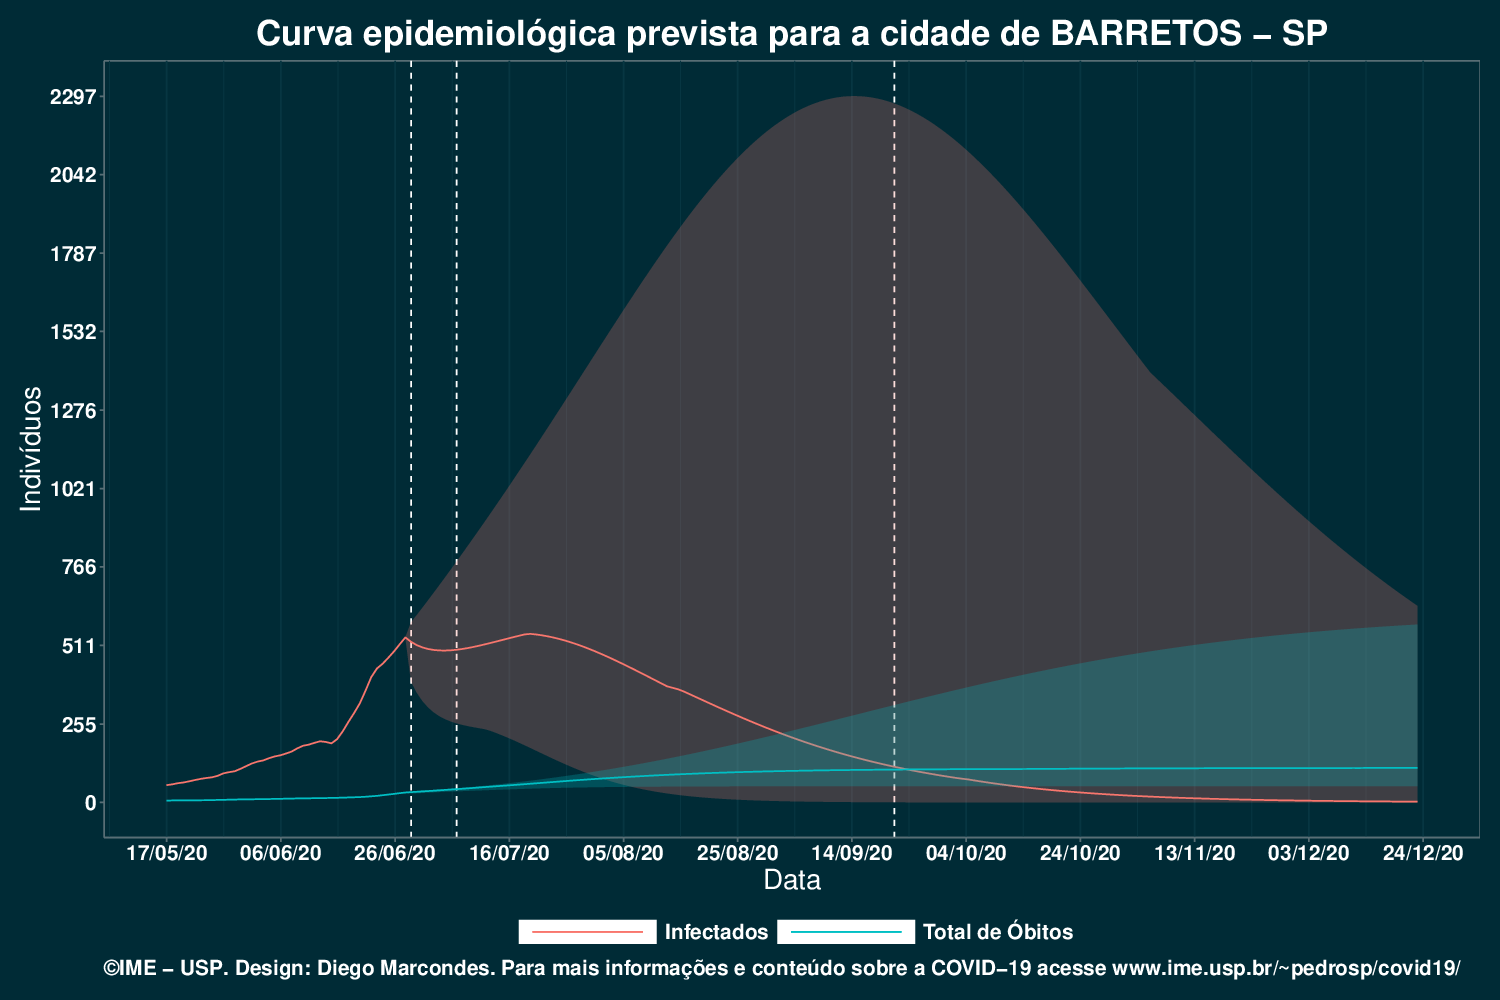 Curva epidemiológica prevista para a cidade de BARRETOS – SP
Indivíduos
2297
2042
1787
1532
1276
1021
766
511
255
0
17/05/20 06/06/20 26/06/20 16/07/20 05/08/20 25/08/20 14/09/20 04/10/20 24/10/20 13/11/20 03/12/20 24/12/20
Data
Infectados Total de Óbitos
©IME – USP. Design: Diego Marcondes. Para mais informações e conteúdo sobre a COVID–19 acesse www.ime.usp.br/~pedrosp/covid19/